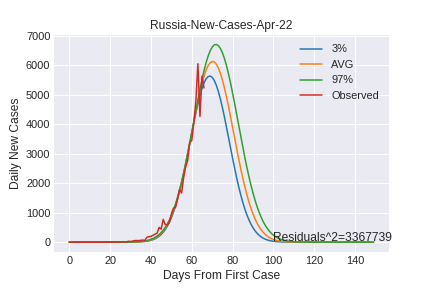 Russia-New-Cases-Apr-22
Daily New Cases
7000
6000
5000
4000
3000
2000
1000
0
3%
AVG
97%
Observed
Residuals^2=3367739
0 20 40 60 80 100 120 140
Days From First Case